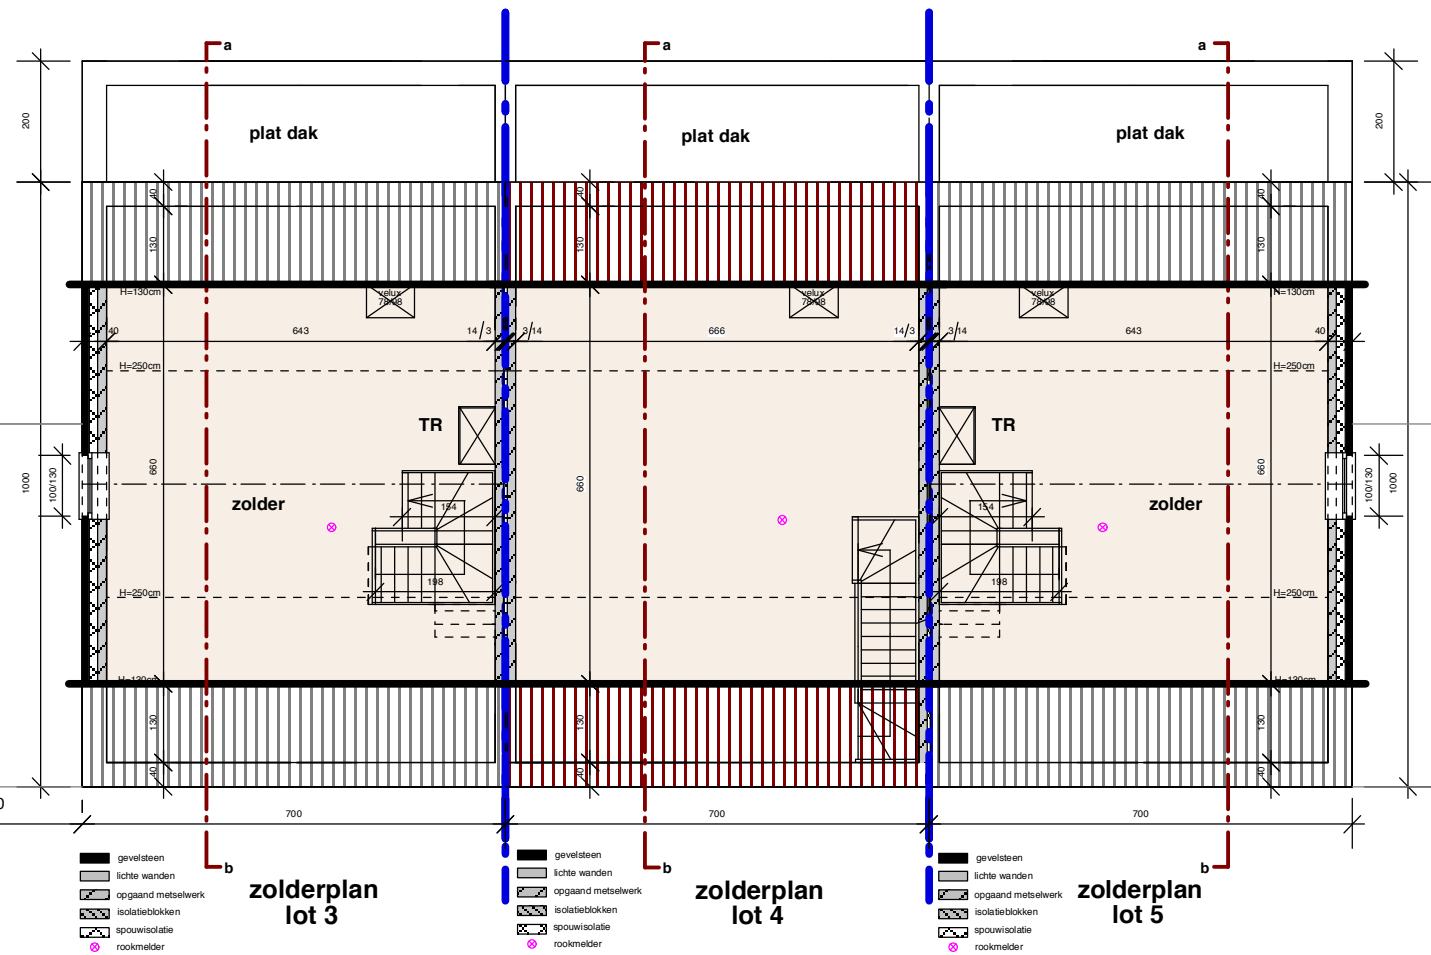 a
a
a
200
plat dak
plat dak
plat dak
200
40
40
40
130
130
130
H=130cm
velux
78/98
velux
78/98
velux
78/98
H=130cm
40
643
14/3
3/14
666
14/3
3/14
643
40
H=250cm
H=250cm
TR
TR
1000
100/130
660
660
660
100/130
1000
zolder
194
154
zolder
198
198
H=250cm
H=250cm
H=130cm
H=130cm
130
130
130
40
40
40
0
700
700
700
b
b
b
gevelsteen
lichte wanden
opgaand metselwerk
isolatieblokken
spouwisolatie
rookmelder
zolderplan
lot 3
gevelsteen
lichte wanden
opgaand metselwerk
isolatieblokken
spouwisolatie
rookmelder
zolderplan
lot 4
gevelsteen
lichte wanden
opgaand metselwerk
isolatieblokken
spouwisolatie
rookmelder
zolderplan
lot 5